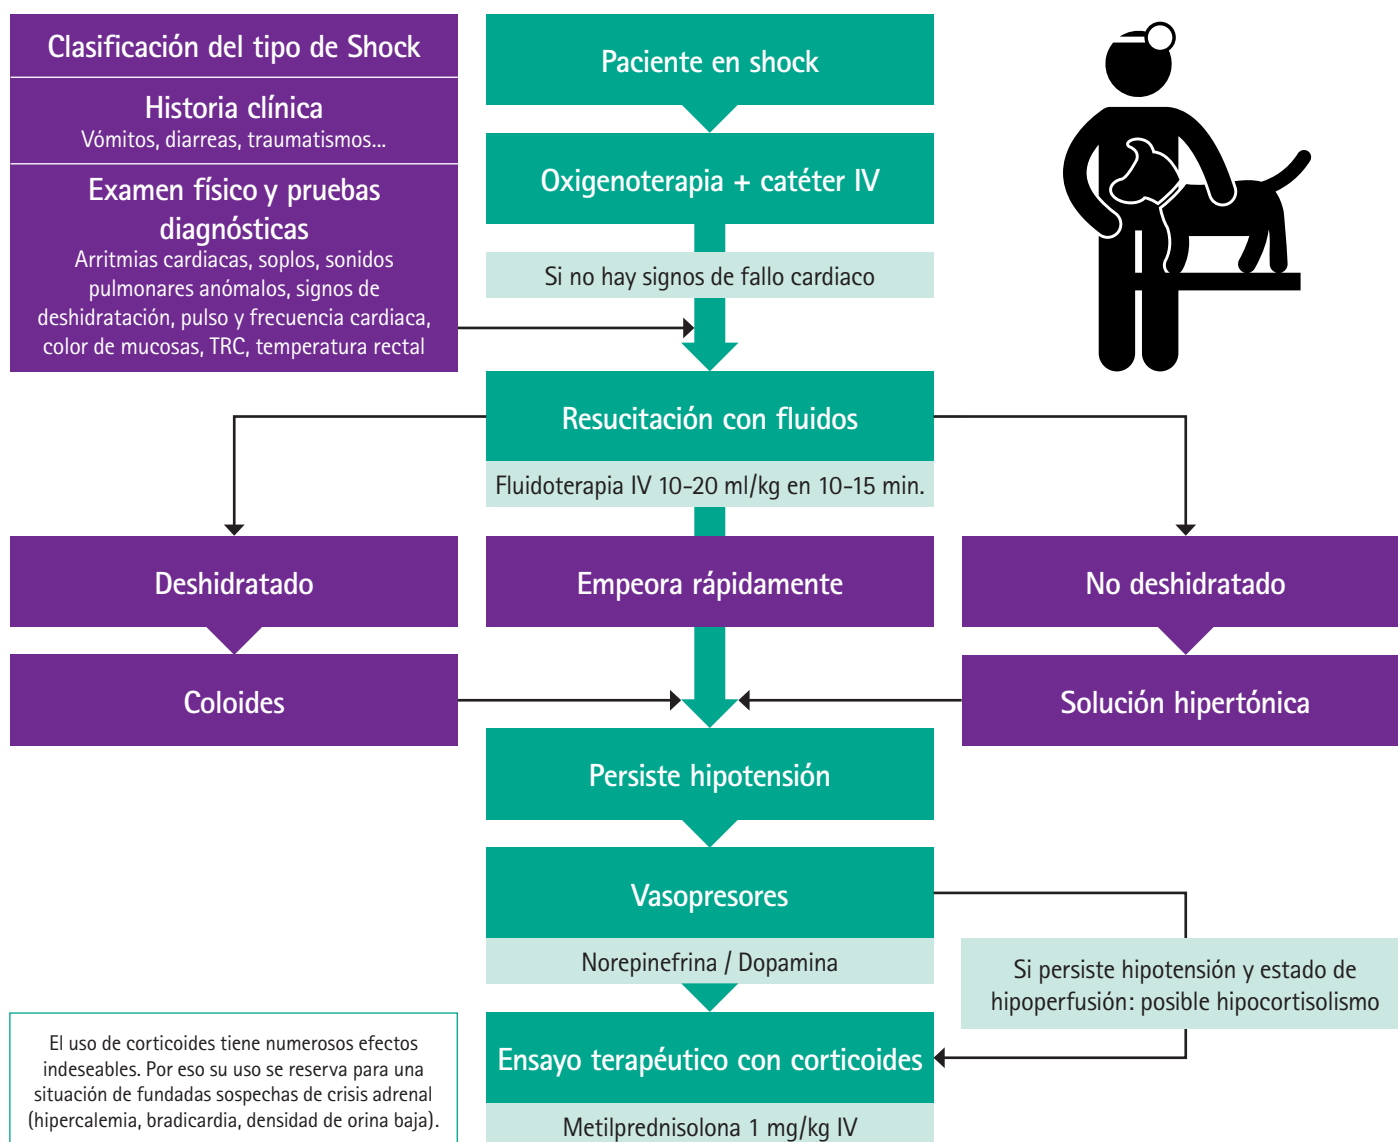 Clasificación del tipo de Shock
Historia clínica
Vómitos, diarreas, traumatismos...
Examen físico y pruebas
diagnósticas
Arritmias cardiacas, soplos, sonidos
pulmonares anómalos, signos de
deshidratación, pulso y frecuencia cardiaca,
color de mucosas, TRC, temperatura rectal
Paciente en shock
Oxigenoterapia + catéter IV
Si no hay signos de fallo cardiaco
Resucitación con fluidos
Fluidoterapia IV 10-20 ml/kg en 10-15 min.
Deshidratado
Empeora rápidamente
No deshidratado
Coloides
Solución hipertónica
Persiste hipotensión
Vasopresores
Norepinefrina / Dopamina
Si persiste hipotensión y estado de
hipoperfusión: posible hipocortisolismo
Ensayo terapéutico con corticoides
Metilprednisolona 1 mg/kg IV
El uso de corticoides tiene numerosos efectos
indeseables. Por eso su uso se reserva para una
situación de fundadas sospechas de crisis adrenal
(hipercalemia, bradicardia, densidad de orina baja).